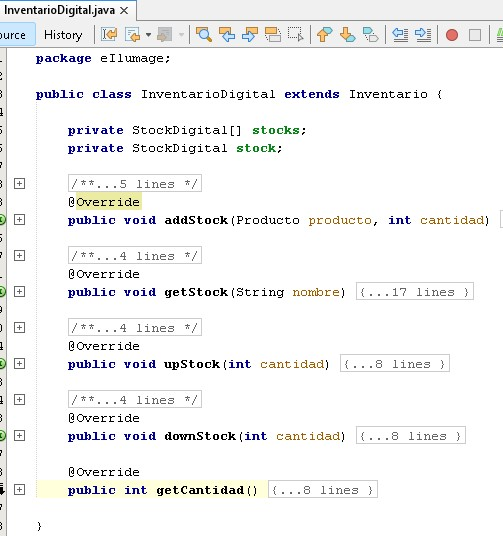 InventarioDigital.java ×
ource History
package eIlumage;
public class InventarioDigital extends Inventario {
private StockDigital[] stocks;
private StockDigital stock;
/**...5 lines */
@Override
public void addStock(Producto producto, int cantidad)
/**...4 lines */
@Override
public void getStock(String nombre) {...17 lines }
/**...4 lines */
@Override
public void upStock(int cantidad) {...8 lines }
/**...4 lines */
@Override
public void downStock(int cantidad) {...8 lines }
@Override
public int getCantidad() {...8 lines }
}